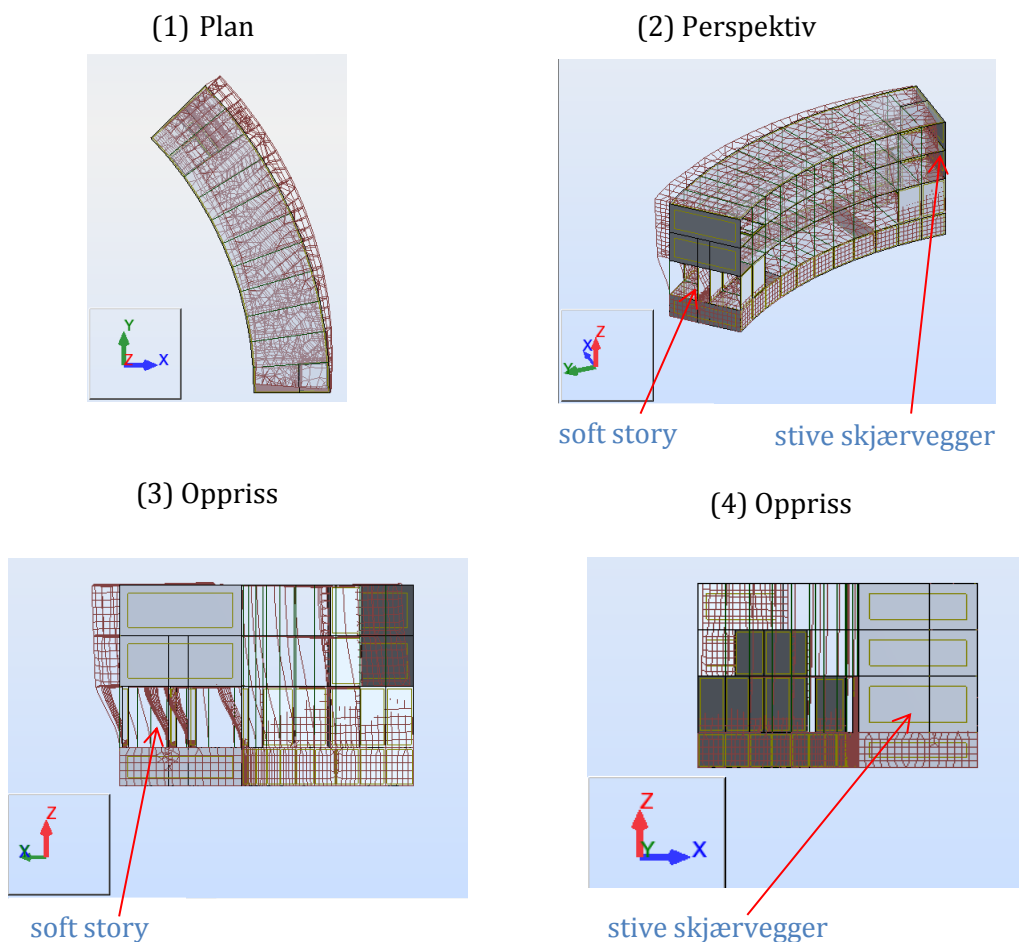 (1) Plan
(2) Perspektiv
Y
Z
X
Z
X
Y
soft story
stive skjærvegger
(3) Oppriss
(4) Oppriss
Z
X
Z
Y
X
soft story
stive skjærvegger